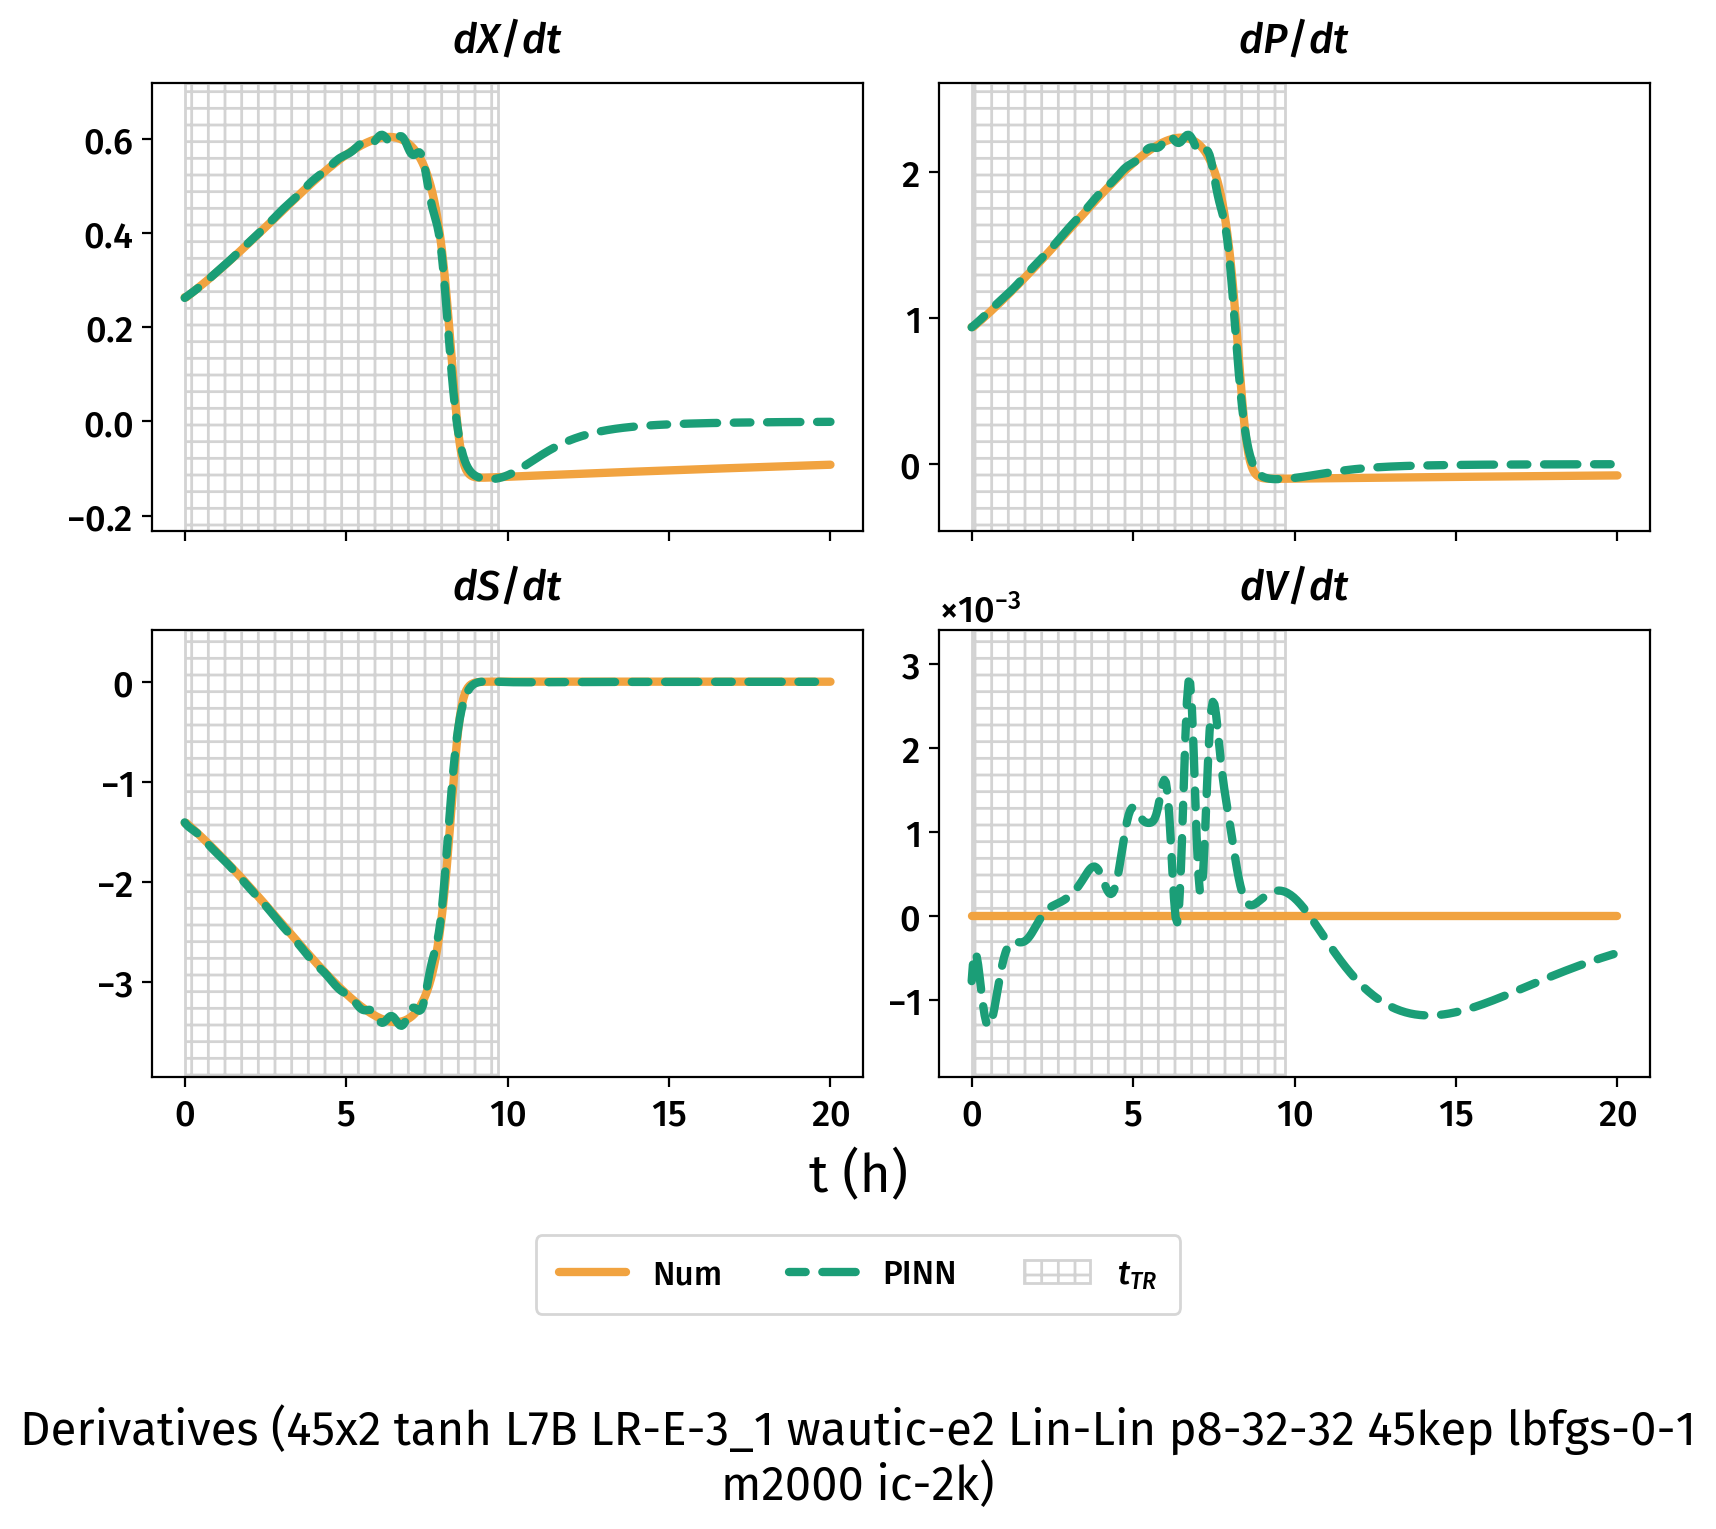 dX/dt
dP/dt
0.6
0.4
0.2
0.0
−0.2
2
1
0
dS/dt
dV/dt
×10⁻³
0
−1
−2
−3
3
2
1
0
−1
0 5 10 15 20
0 5 10 15 20
t (h)
Num PINN t_TR
Derivatives (45x2 tanh L7B LR-E-3_1 wautic-e2 Lin-Lin p8-32-32 45kep lbfgs-0-1
m2000 ic-2k)